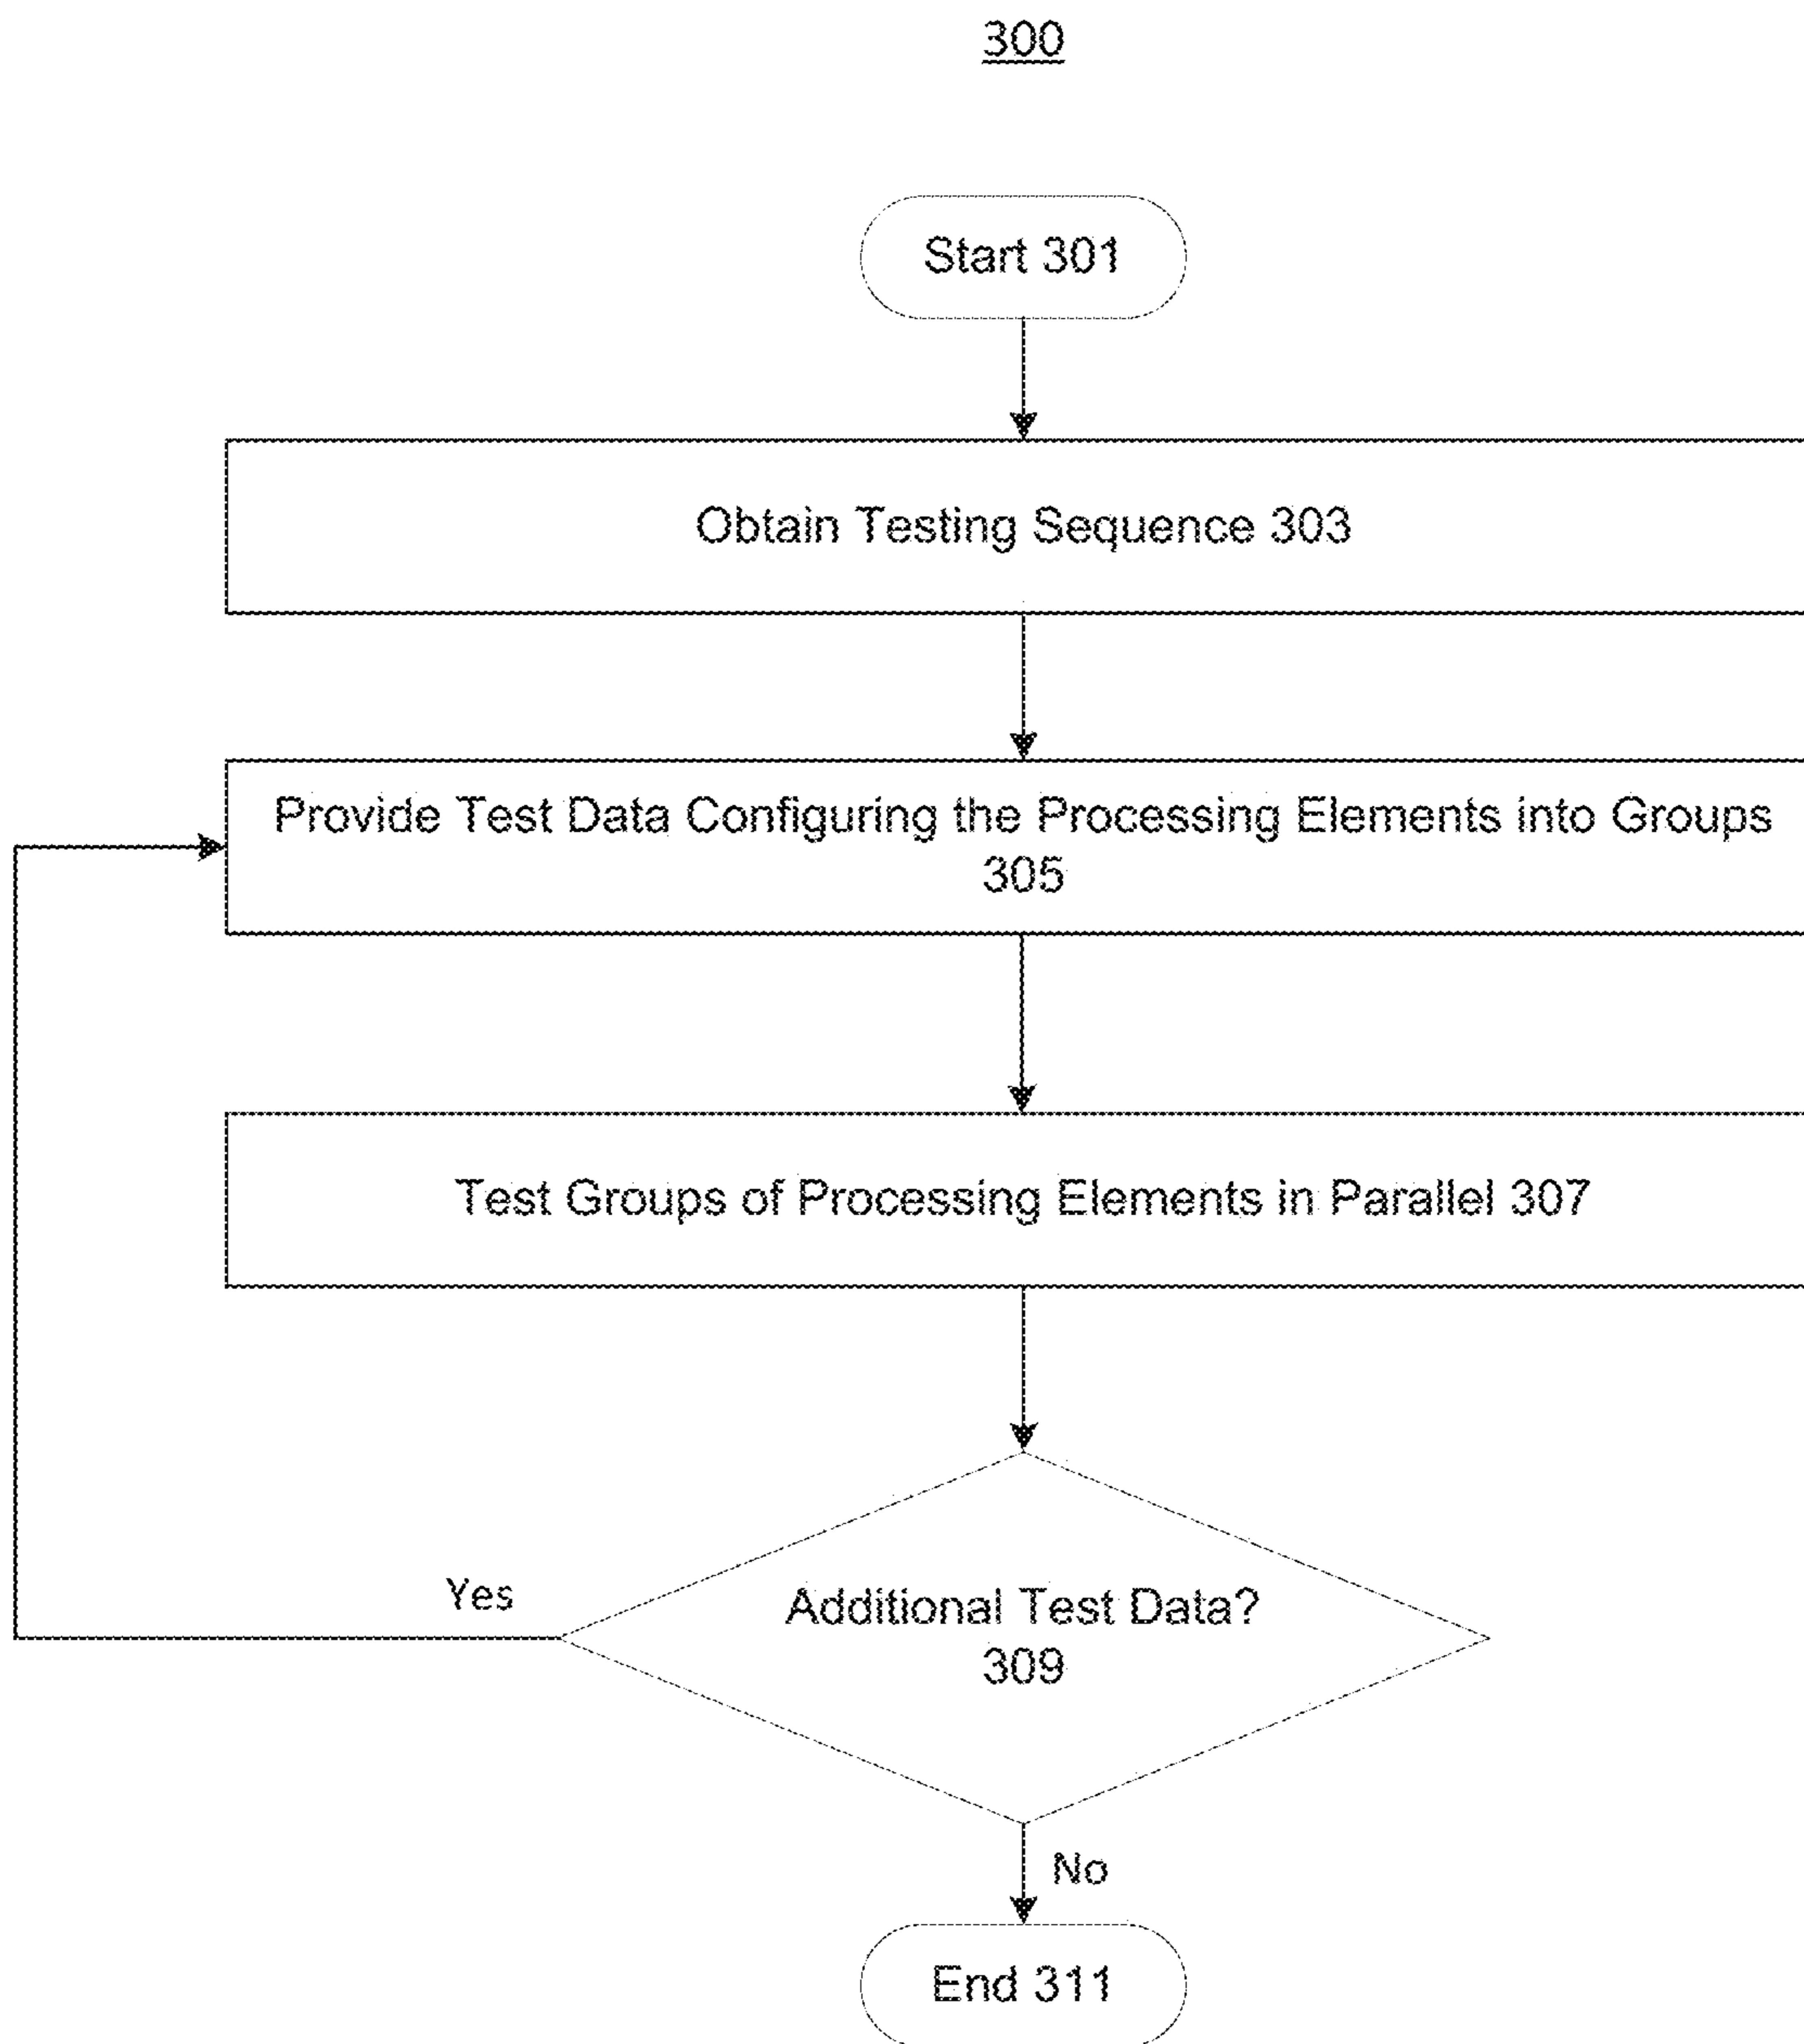 300
Start 301
Obtain Testing Sequence 303
Provide Test Data Configuring the Processing Elements into Groups
305
Test Groups of Processing Elements in Parallel 307
Yes
Additional Test Data?
309
No
End 311